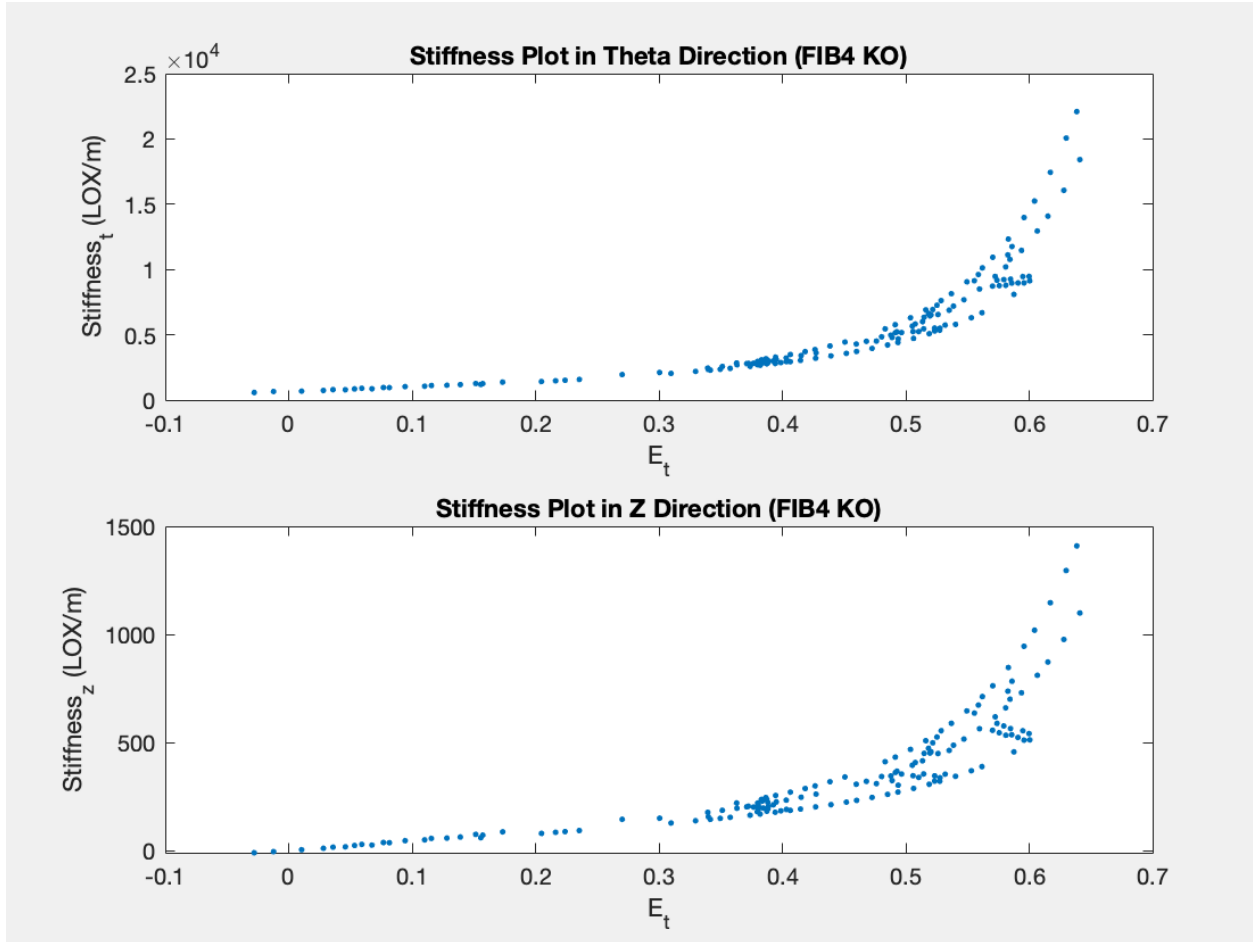 Stiffness Plot in Theta Direction (FIB4 KO)
×10⁴
2.5
2
1.5
1
0.5
0
Stiffness_t (LOX/m)
-0.1 0 0.1 0.2 0.3 0.4 0.5 0.6 0.7
E_t
Stiffness Plot in Z Direction (FIB4 KO)
1500
1000
500
0
Stiffness_z (LOX/m)
-0.1 0 0.1 0.2 0.3 0.4 0.5 0.6 0.7
E_t